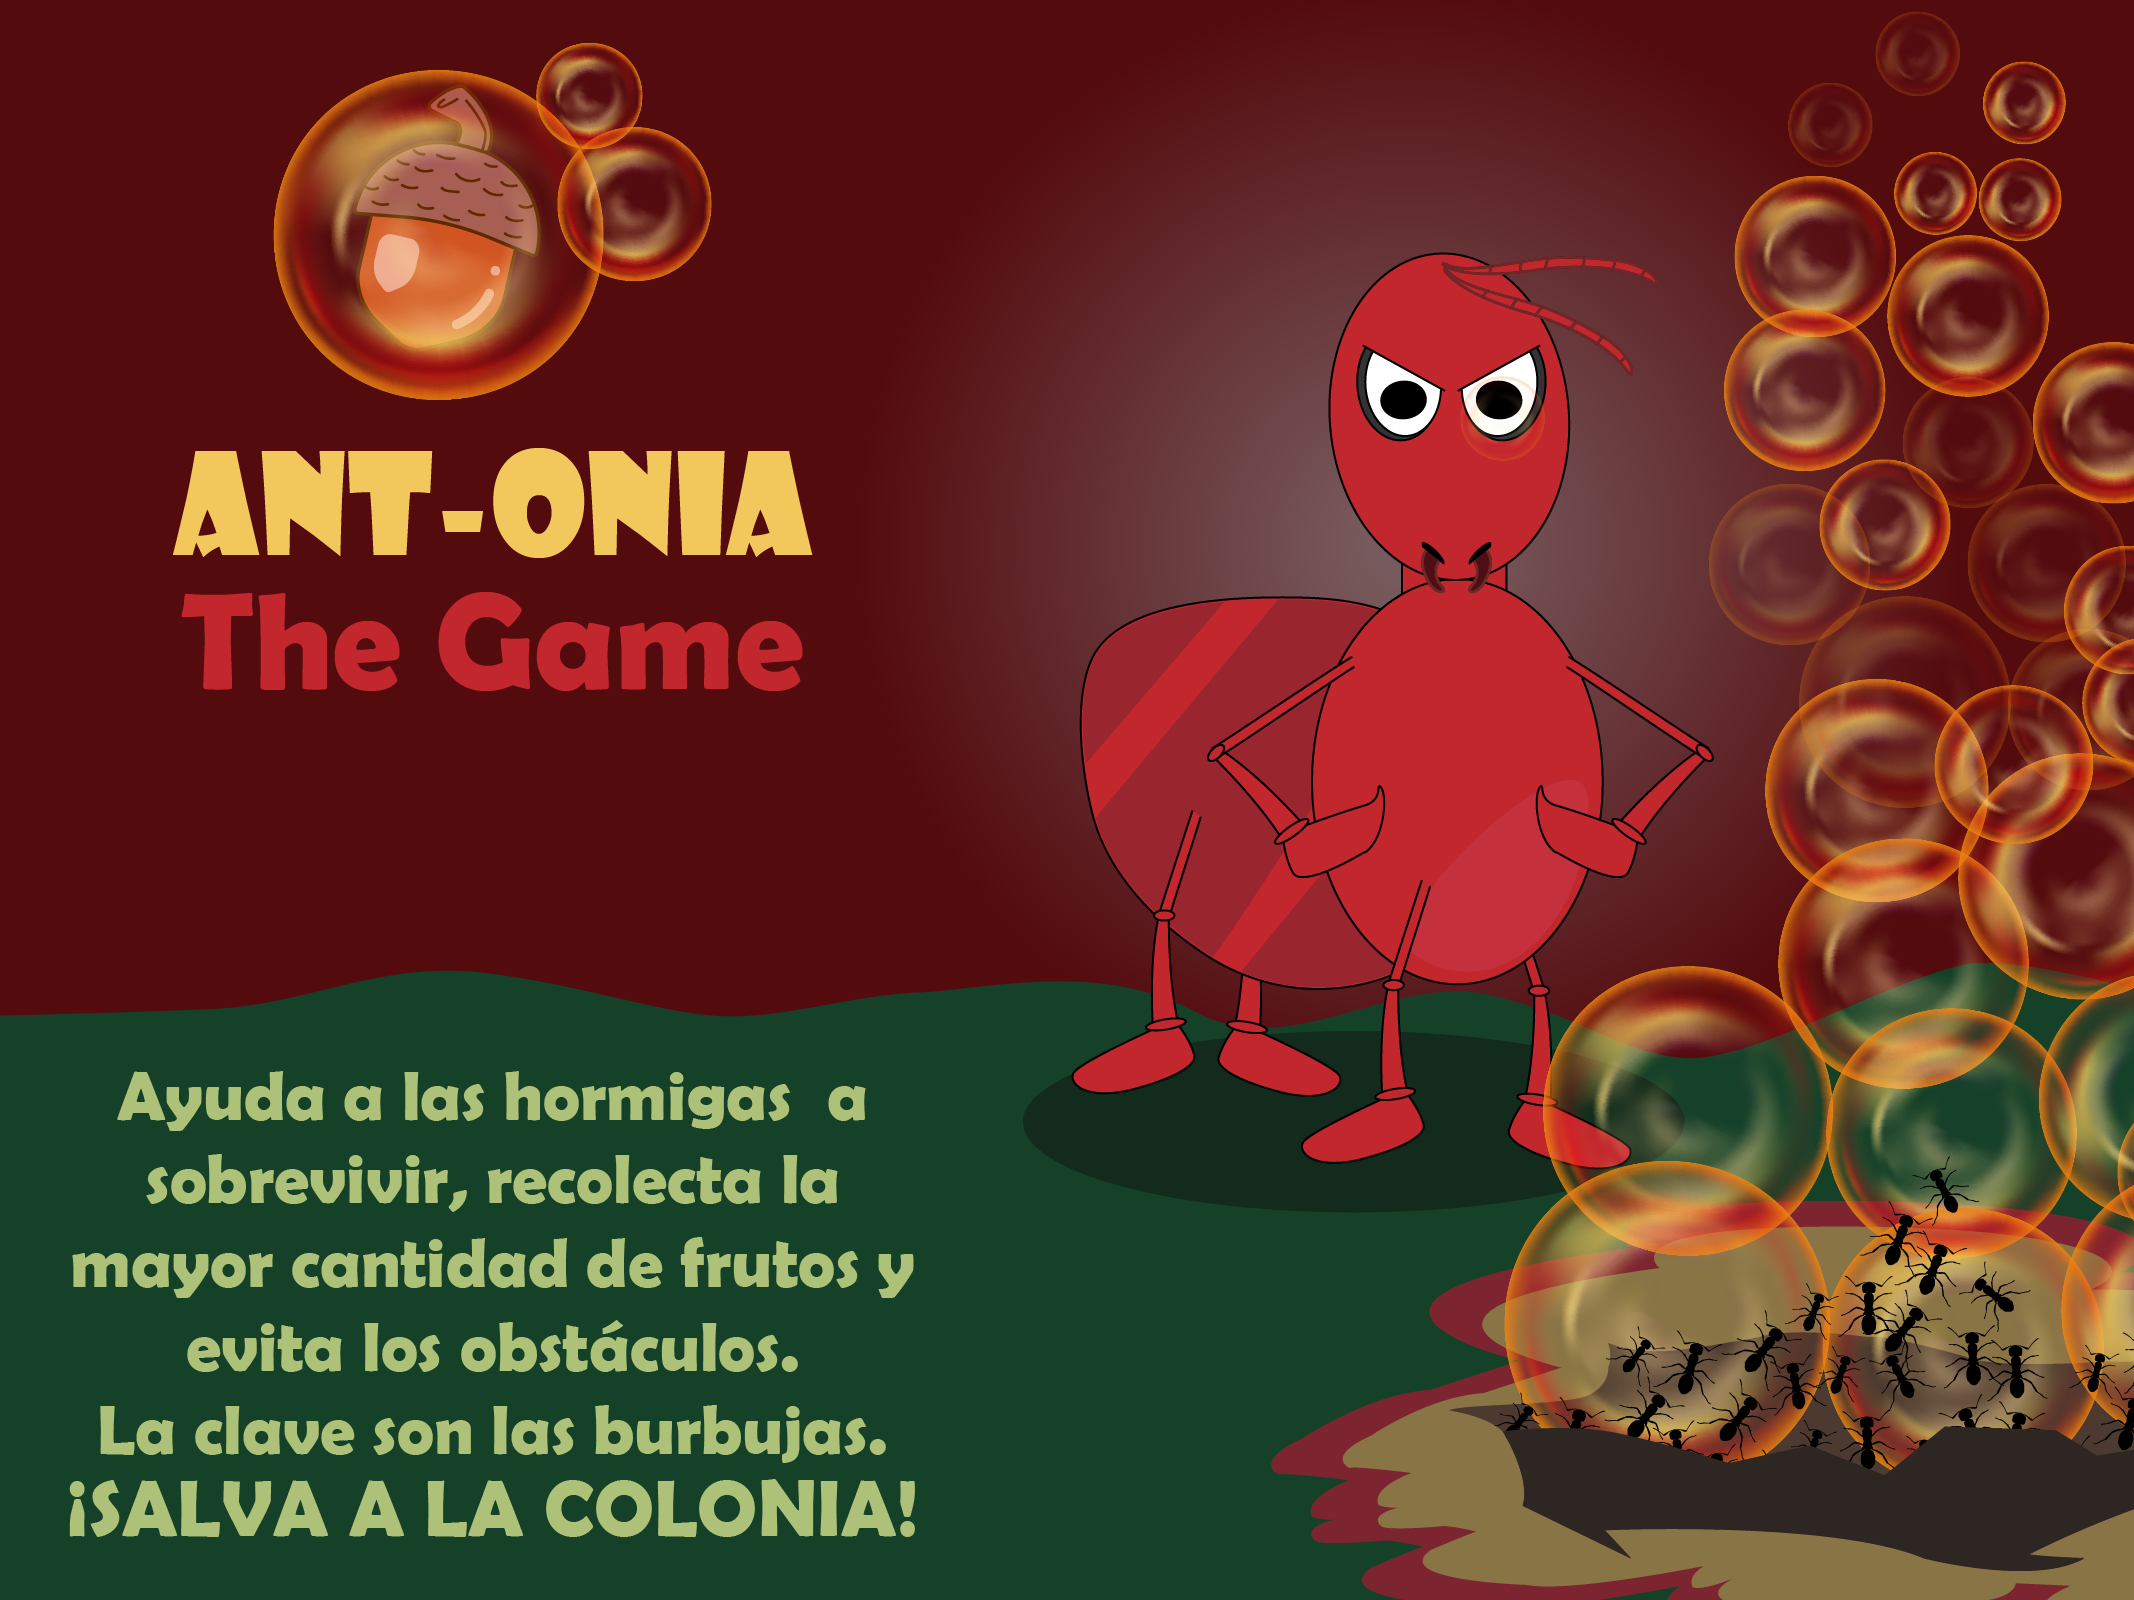 ANT-ONIA
The Game
Ayuda a las hormigas a
sobrevivir, recolecta la
mayor cantidad de frutos y
evita los obstáculos.
La clave son las burbujas.
¡SALVA A LA COLONIA!